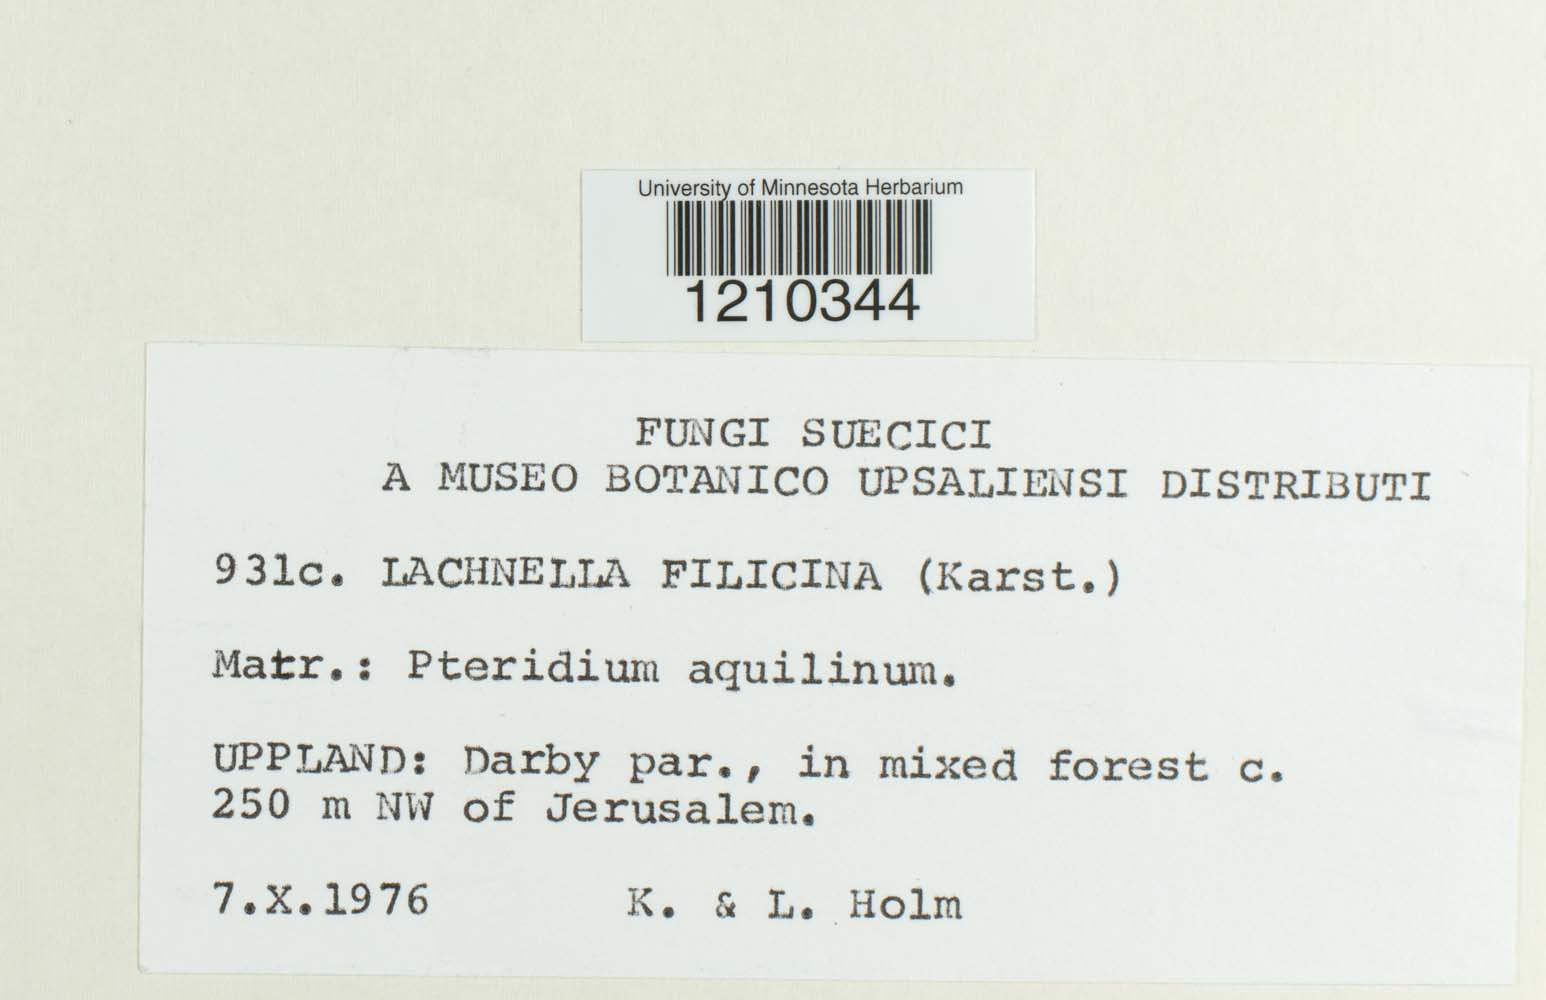 University of Minnesota Herbarium
1210344
FUNGI SUECICI
A MUSEO BOTANICO UPSALIENSI DISTRIBUTI
931c. LACHNELLA FILICINA (Karst.)
Matr.: Pteridium aquilinum.
UPPLAND: Darby par., in mixed forest c.
250 m NW of Jerusalem.
7.X.1976 K. & L. Holm